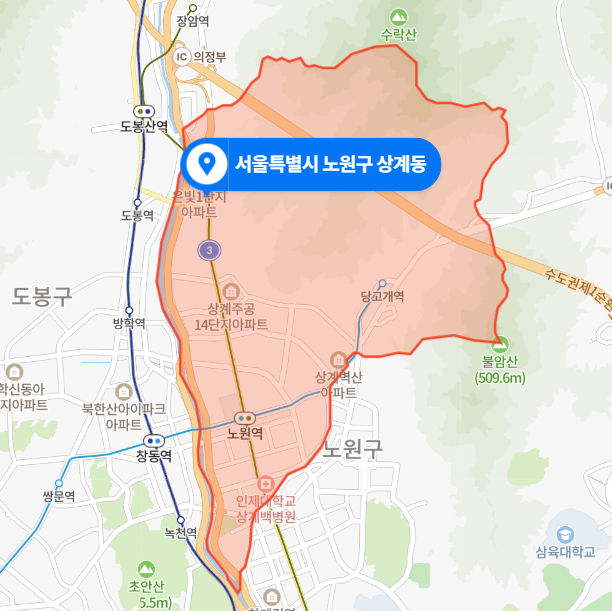 장암역
수락산
IC
의정부
도봉산역
서울특별시 노원구 상계동
은빛1단지
아파트
IC
도봉역
3
수도권제1순환
당고개역
도봉구
상계주공
14단지아파트
방학역
불암산
(509.6m)
상계벽산
아파트
학신동아
지아파트
북한산아이파크
아파트
노원역
노원구
창동역
쌍문역
인제대학교
상계백병원
녹천역
삼육대학교
초안산
5.5m)